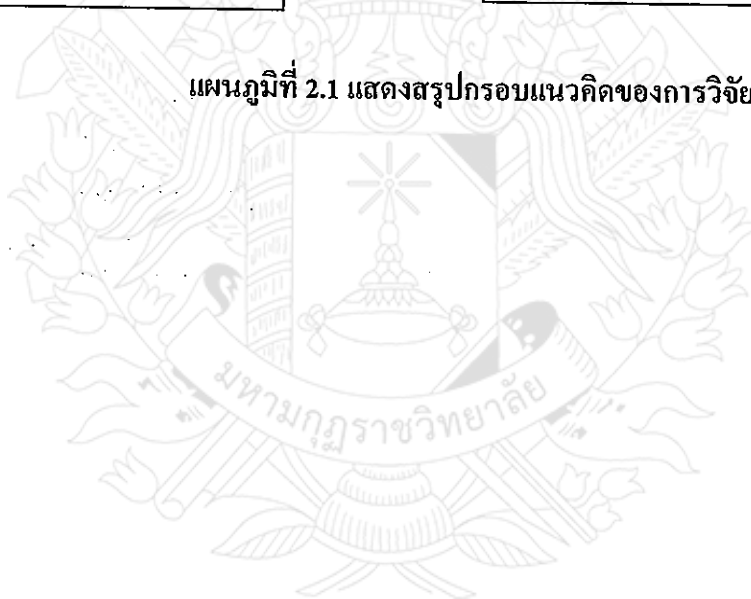 แผนภูมิที่ 2.1 แสดงสรุปกรอบแนวคิดของการวิจัย
มหามกุฏราชวิทยาลัย